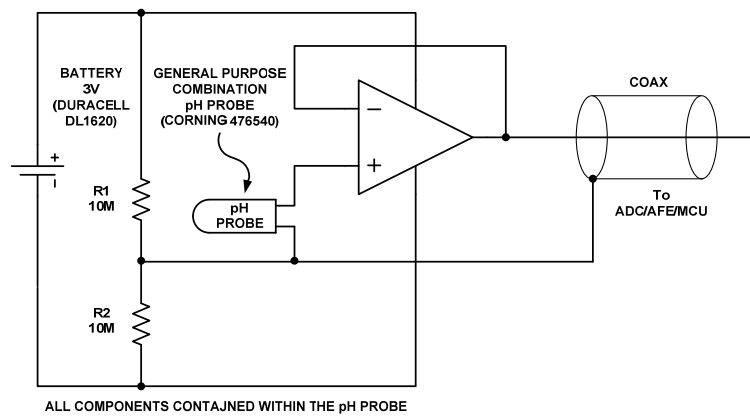 BATTERY
3V
(DURACELL
DL1620)
GENERAL PURPOSE
COMBINATION
pH PROBE
(CORNING 476540)
COAX
+
-
-
+
R1
10M
pH
PROBE
To
ADC/AFE/MCU
R2
10M
ALL COMPONENTS CONTAJNED WITHIN THE pH PROBE